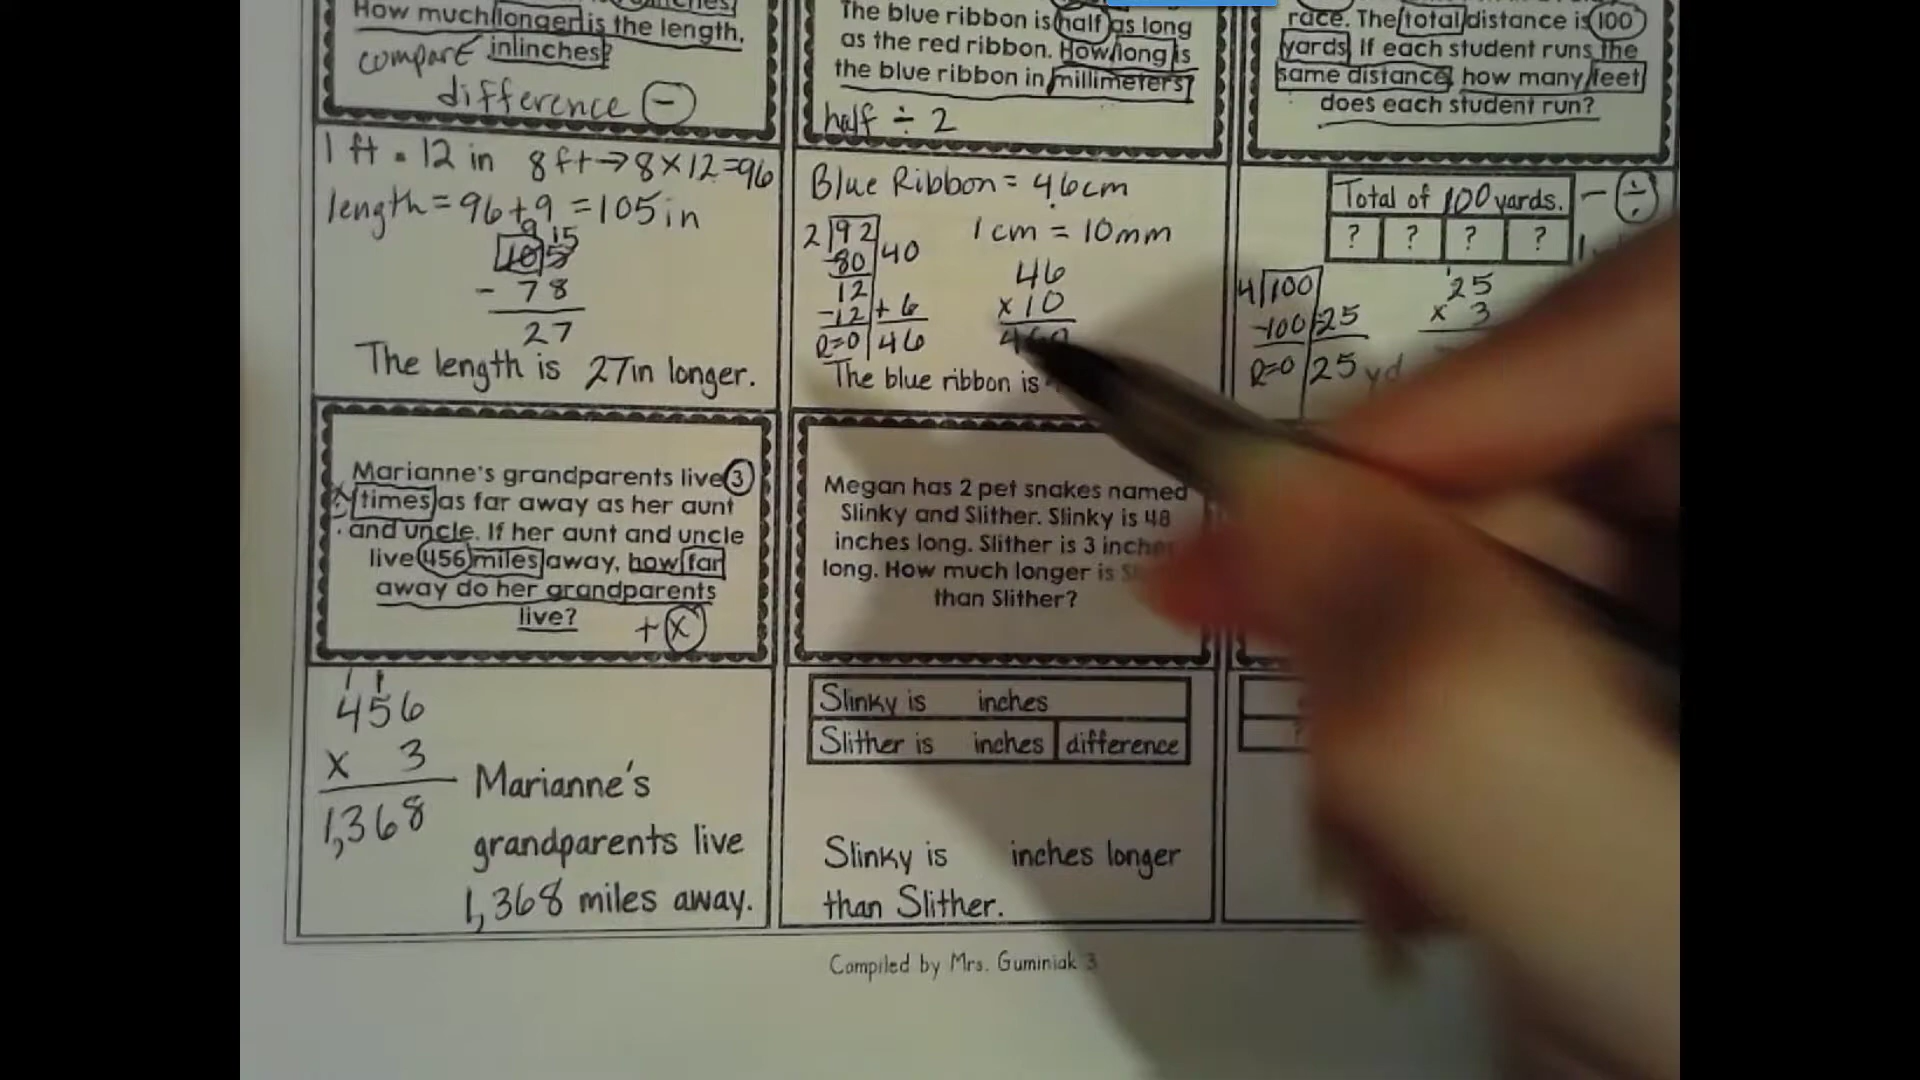 How much longer is the length,
in inches?
compare
difference −
1 ft = 12 in 8 ft → 8 × 12 = 96
length = 96 + 9 = 105 in
9 15
105
− 78
27
The length is 27in longer.
The blue ribbon is half as long
as the red ribbon. How long is
the blue ribbon in millimeters?
half ÷ 2
Blue Ribbon = 46cm
2 92
-80 40
12
-12 + 6
R=0 46
1 cm = 10mm
46
x 10
460
The blue ribbon is
race. The total distance is 100
yards. If each student runs the
same distance, how many feet
does each student run?
Total of 100 yards. − ÷
? ? ? ?
4 100
-100 25
R=0 25 yd
1
25
x 3
Marianne's grandparents live 3
times as far away as her aunt
and uncle. If her aunt and uncle
live 456 miles away, how far
away do her grandparents
live? + x
1 1
456
x 3
1,368
Marianne's
grandparents live
1,368 miles away.
Megan has 2 pet snakes named
Slinky and Slither. Slinky is 48
inches long. Slither is 3 inches
long. How much longer is
than Slither?
Slinky is inches
Slither is inches difference
Slinky is inches longer
than Slither.
?
Compiled by Mrs. Guminiak 3